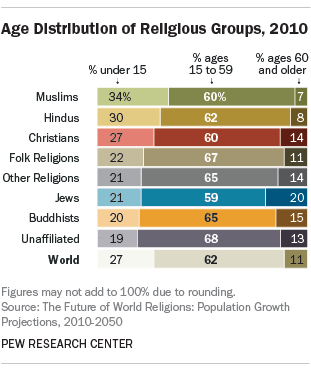 Age Distribution of Religious Groups, 2010
% under 15
% ages
15 to 59
% ages 60
and older
Muslims 34% 60% 7
Hindus 30 62 8
Christians 27 60 14
Folk Religions 22 67 11
Other Religions 21 65 14
Jews 21 59 20
Buddhists 20 65 15
Unaffiliated 19 68 13
World 27 62 11
Figures may not add to 100% due to rounding.
Source: The Future of World Religions: Population Growth
Projections, 2010-2050
PEW RESEARCH CENTER